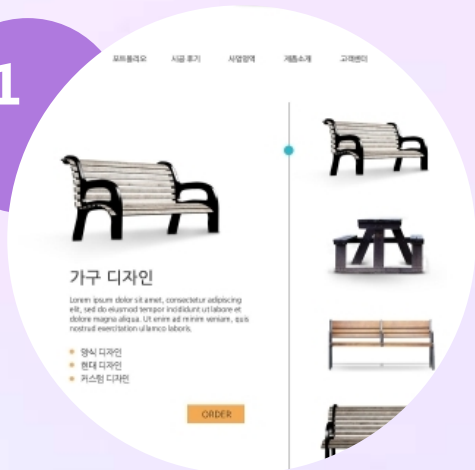 1
포트폴리오 시공 후기 사업영역 제품소개 고객센터
가구 디자인
Lorem ipsum dolor sit amet, consectetur adipiscing
elit, sed do eiusmod tempor incididunt ut labore et
dolore magna aliqua. Ut enim ad minim veniam, quis
nostrud exercitation ullamco laboris.
양식 디자인
현대 디자인
커스텀 디자인
ORDER